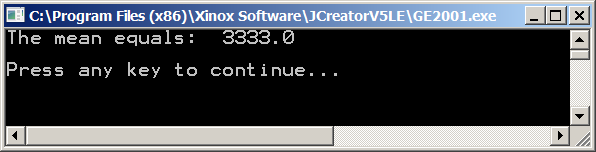 C:\Program Files (x86)\Xinox Software\JCreatorV5LE\GE2001.exe
The mean equals:  3333.0
Press any key to continue...